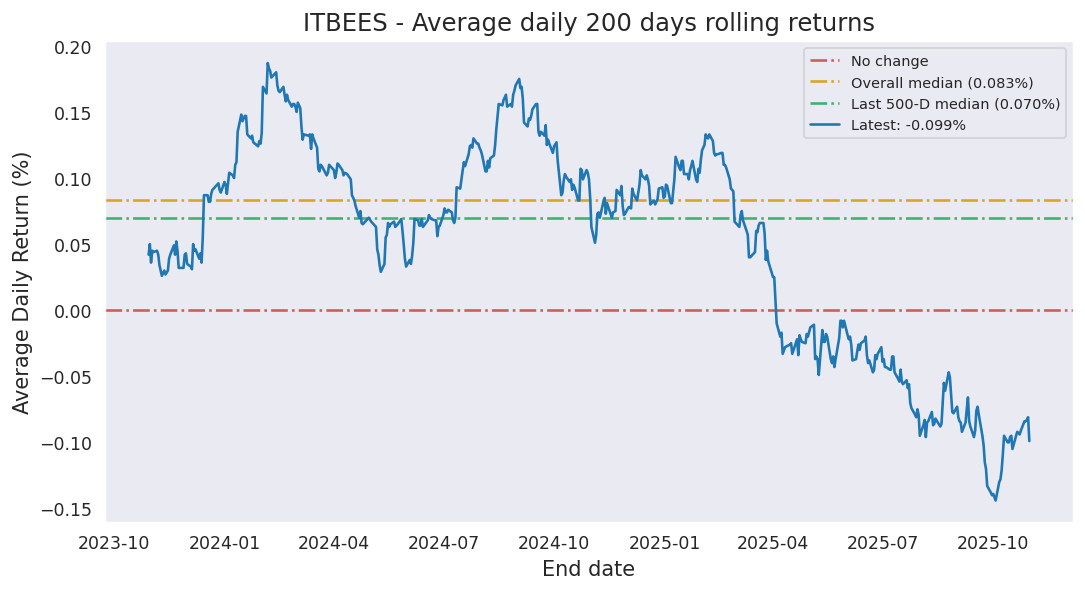 ITBEES - Average daily 200 days rolling returns
Average Daily Return (%)
0.20
0.15
0.10
0.05
0.00
−0.05
−0.10
−0.15
No change
Overall median (0.083%)
Last 500-D median (0.070%)
Latest: -0.099%
2023-10 2024-01 2024-04 2024-07 2024-10 2025-01 2025-04 2025-07 2025-10
End date